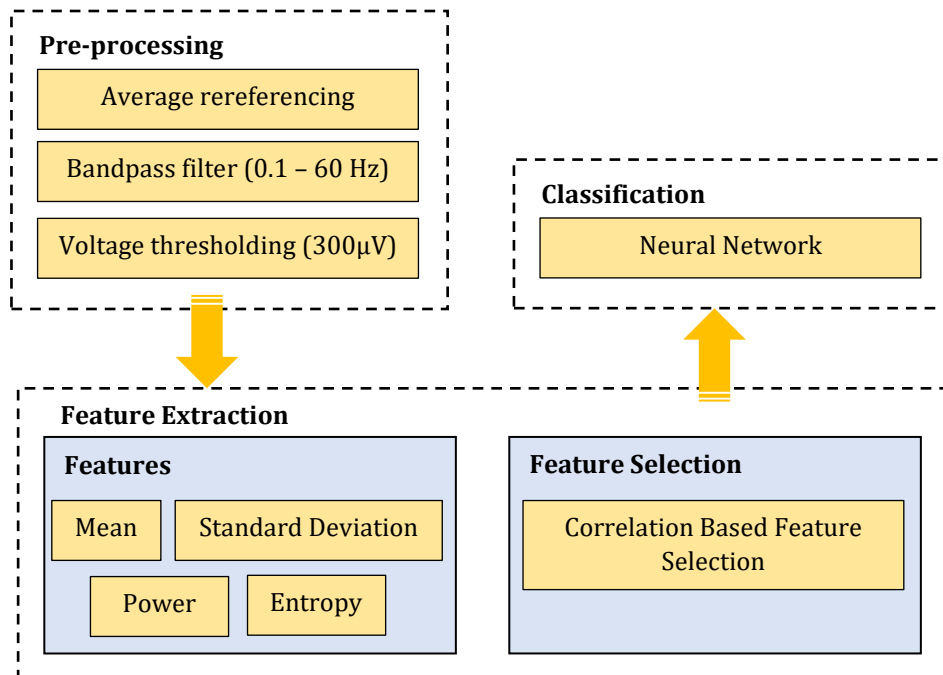 Pre-processing
Average rereferencing
Bandpass filter (0.1 – 60 Hz)
Voltage thresholding (300µV)
Classification
Neural Network
Feature Extraction
Features
Mean
Standard Deviation
Power
Entropy
Feature Selection
Correlation Based Feature
Selection